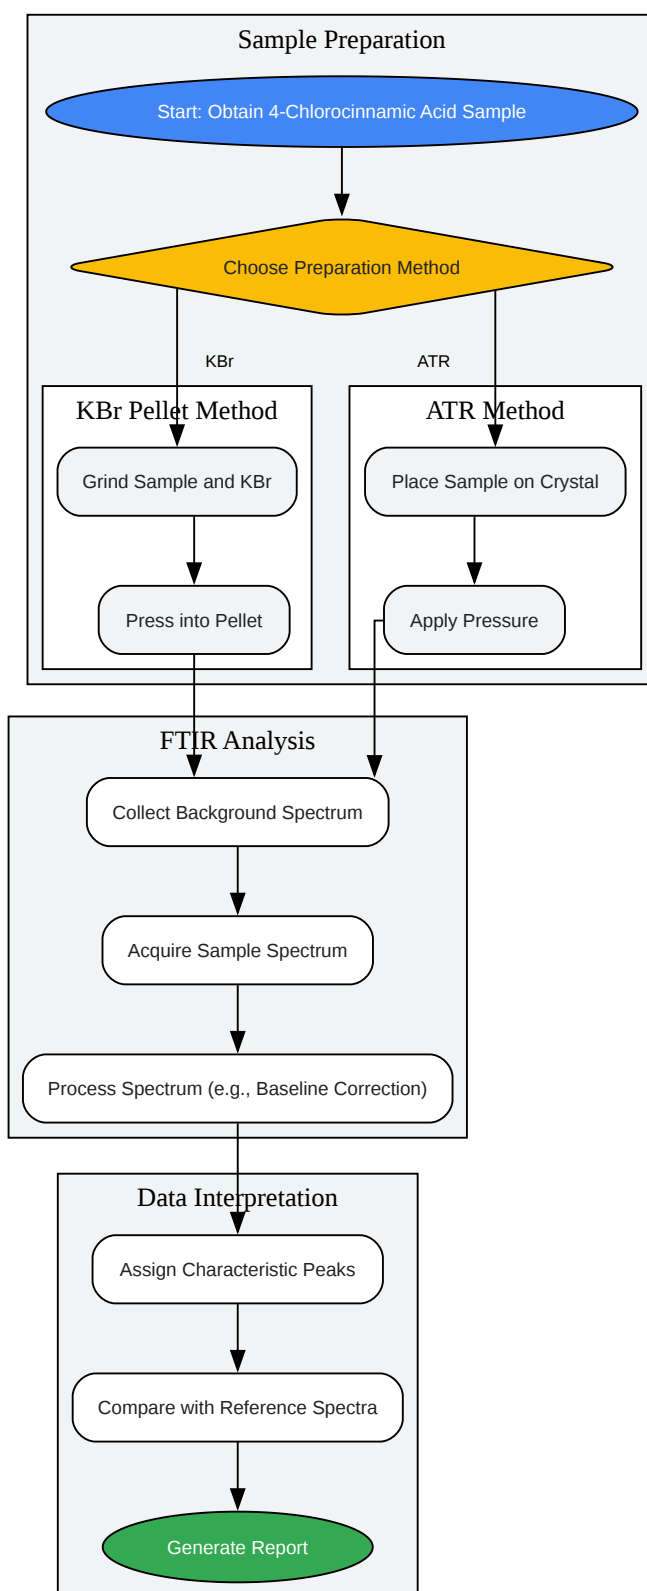 Sample Preparation
Start: Obtain 4-Chlorocinnamic Acid Sample
Choose Preparation Method
KBr
ATR
KBr Pellet Method
ATR Method
Grind Sample and KBr
Place Sample on Crystal
Press into Pellet
Apply Pressure
FTIR Analysis
Collect Background Spectrum
Acquire Sample Spectrum
Process Spectrum (e.g., Baseline Correction)
Data Interpretation
Assign Characteristic Peaks
Compare with Reference Spectra
Generate Report